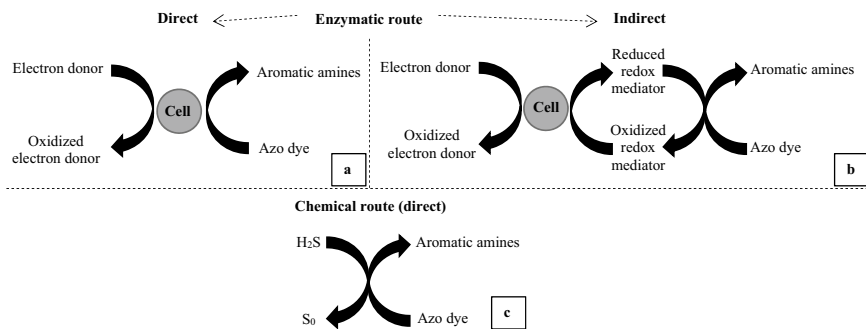 Direct
Enzymatic route
Indirect
Electron donor
Aromatic amines
Cell
Oxidized
electron donor
Azo dye
a
Electron donor
Reduced
redox
mediator
Aromatic amines
Cell
Oxidized
electron donor
Oxidized
redox
mediator
Azo dye
b
Chemical route (direct)
H₂S
Aromatic amines
S₀
Azo dye
c